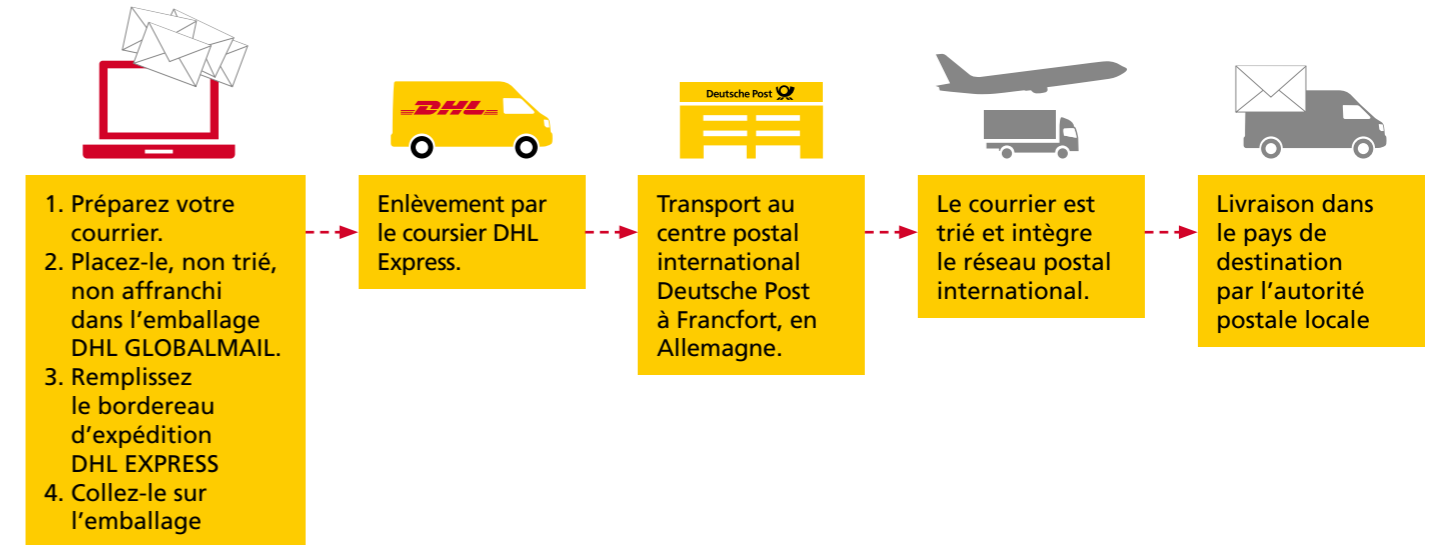 DHL
Deutsche Post
1. Préparez votre
courrier.
2. Placez-le, non trié,
non affranchi
dans l’emballage
DHL GLOBALMAIL.
3. Remplissez
le bordereau
d’expédition
DHL EXPRESS
4. Collez-le sur
l’emballage
Enlèvement par
le coursier DHL
Express.
Transport au
centre postal
international
Deutsche Post
à Francfort, en
Allemagne.
Le courrier est
trié et intègre
le réseau postal
international.
Livraison dans
le pays de
destination
par l’autorité
postale locale